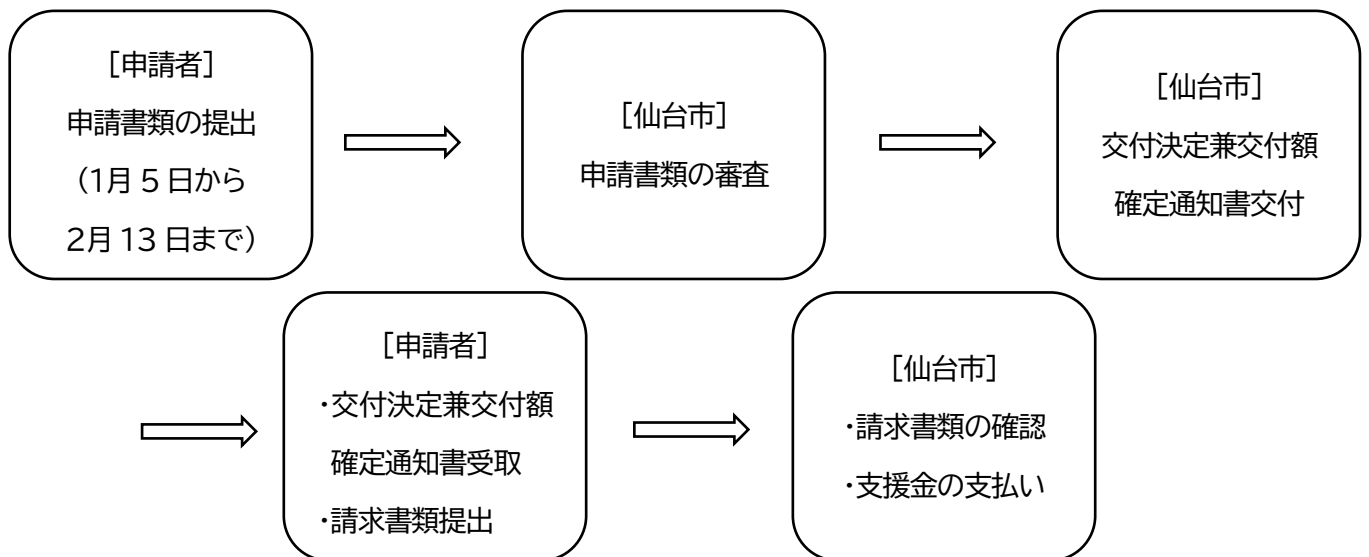 ［申請者］
申請書類の提出
（1月５日から
2月13日まで）
［仙台市］
申請書類の審査
［仙台市］
交付決定兼交付額
確定通知書交付
［申請者］
・交付決定兼交付額
確定通知書受取
・請求書類提出
［仙台市］
・請求書類の確認
・支援金の支払い